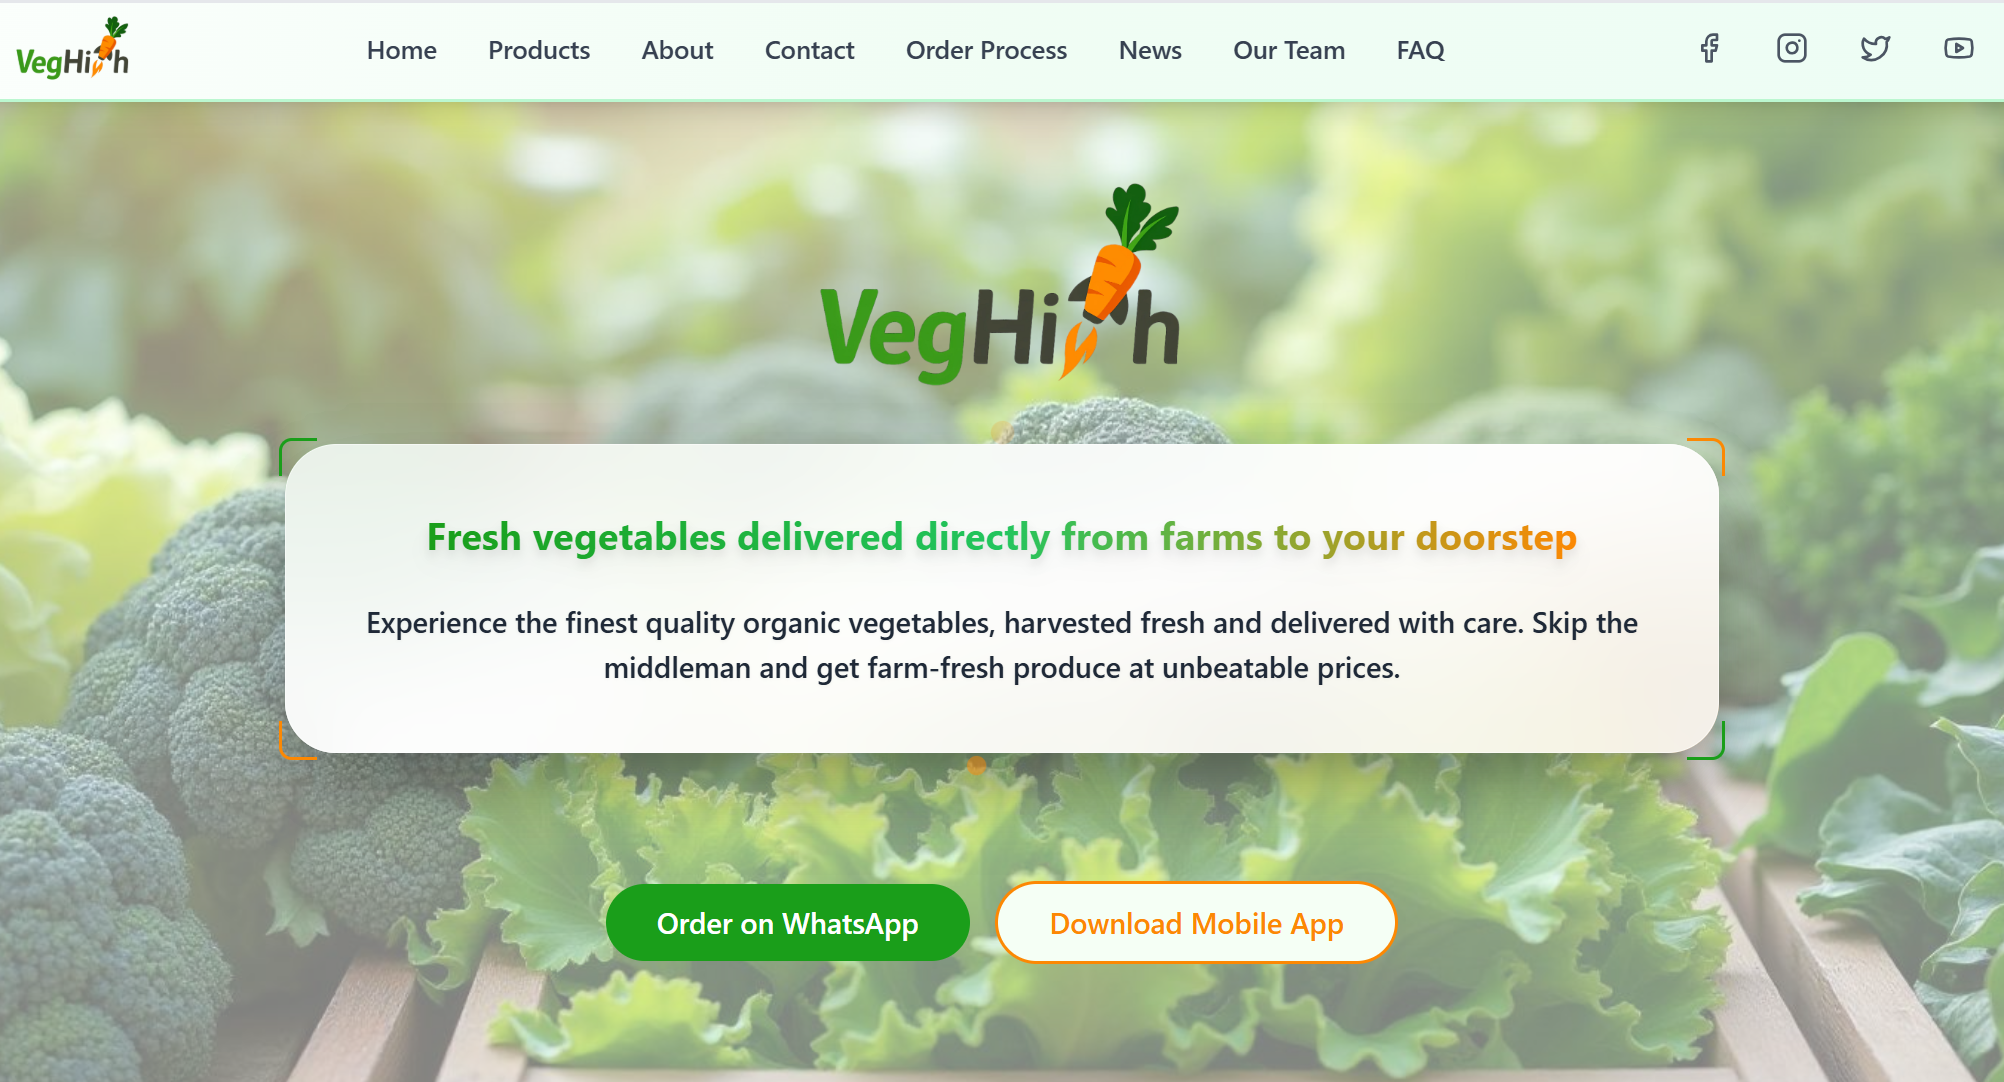 VegHigh
Home Products About Contact Order Process News Our Team FAQ
VegHigh
Fresh vegetables delivered directly from farms to your doorstep
Experience the finest quality organic vegetables, harvested fresh and delivered with care. Skip the
middleman and get farm-fresh produce at unbeatable prices.
Order on WhatsApp
Download Mobile App